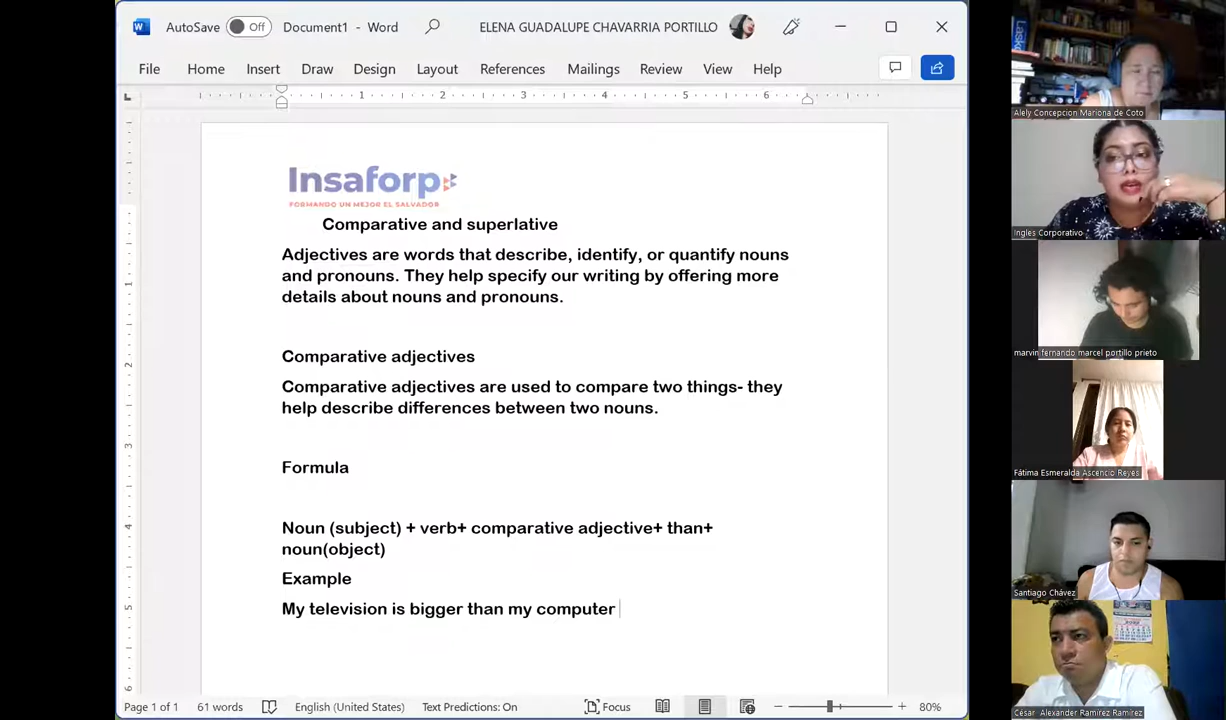 AutoSave Off Document1 - Word ELENA GUADALUPE CHAVARRIA PORTILLO
File Home Insert Draw Design Layout References Mailings Review View Help
Insaforp
FORMANDO UN MEJOR EL SALVADOR
Comparative and superlative
Adjectives are words that describe, identify, or quantify nouns
and pronouns. They help specify our writing by offering more
details about nouns and pronouns.
Comparative adjectives
Comparative adjectives are used to compare two things- they
help describe differences between two nouns.
Formula
Noun (subject) + verb+ comparative adjective+ than+
noun(object)
Example
My television is bigger than my computer
Page 1 of 1 61 words English (United States) Text Predictions: On Focus 80%
Alely Concepcion Mariona de Coto
Ingles Corporativo
marvin fernando marcel portillo prieto
Fátima Esmeralda Ascencio Reyes
Santiago Chávez
César Alexander Ramírez Ramírez